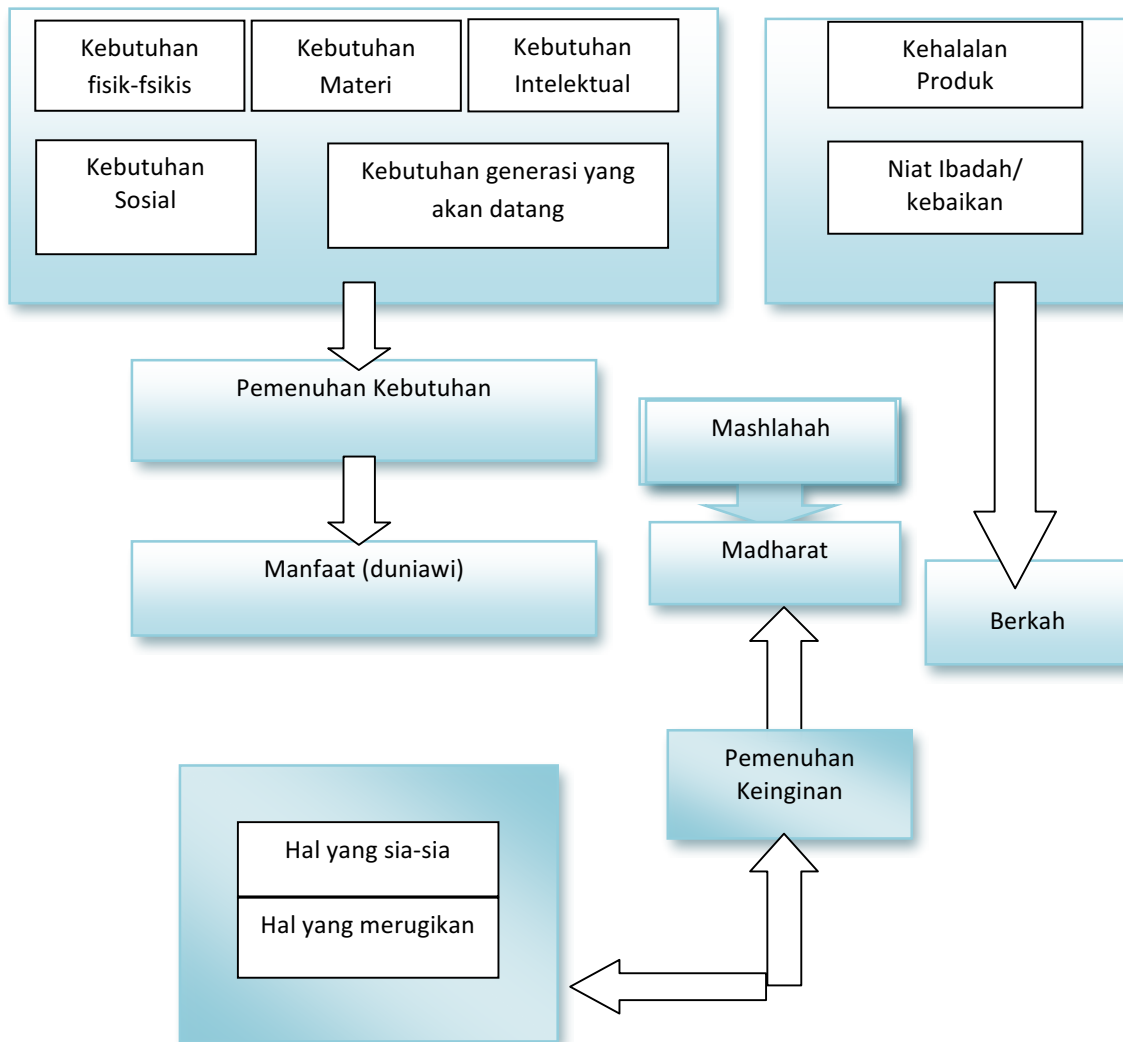 Kebutuhan
fisik-fsikis
Kebutuhan
Materi
Kebutuhan
Intelektual
Kebutuhan
Sosial
Kebutuhan generasi yang
akan datang
Kehalalan
Produk
Niat Ibadah/
kebaikan
Pemenuhan Kebutuhan
Mashlahah
Manfaat (duniawi)
Madharat
Berkah
Pemenuhan
Keinginan
Hal yang sia-sia
Hal yang merugikan